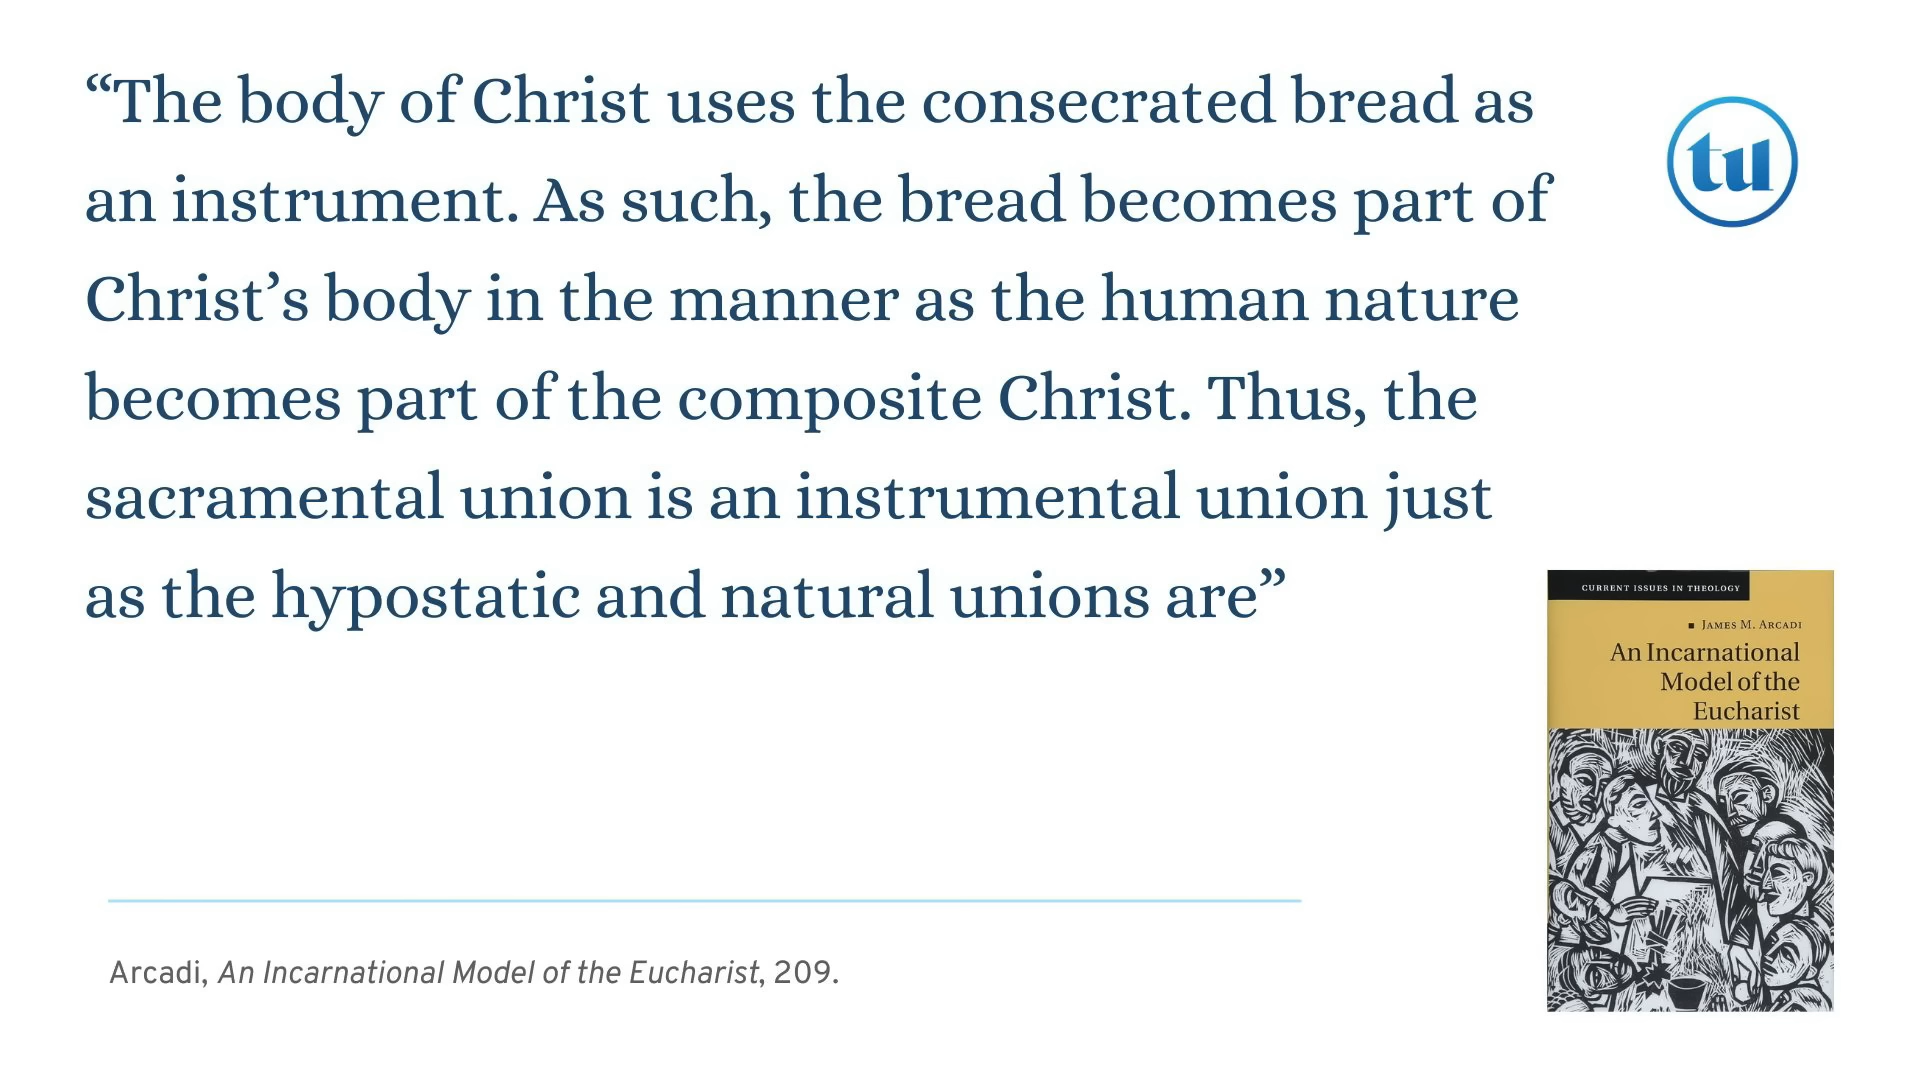 “The body of Christ uses the consecrated bread as
an instrument. As such, the bread becomes part of
Christ’s body in the manner as the human nature
becomes part of the composite Christ. Thus, the
sacramental union is an instrumental union just
as the hypostatic and natural unions are”
tu
CURRENT ISSUES IN THEOLOGY
■ JAMES M. ARCADI
An Incarnational
Model of the
Eucharist
Arcadi, An Incarnational Model of the Eucharist, 209.